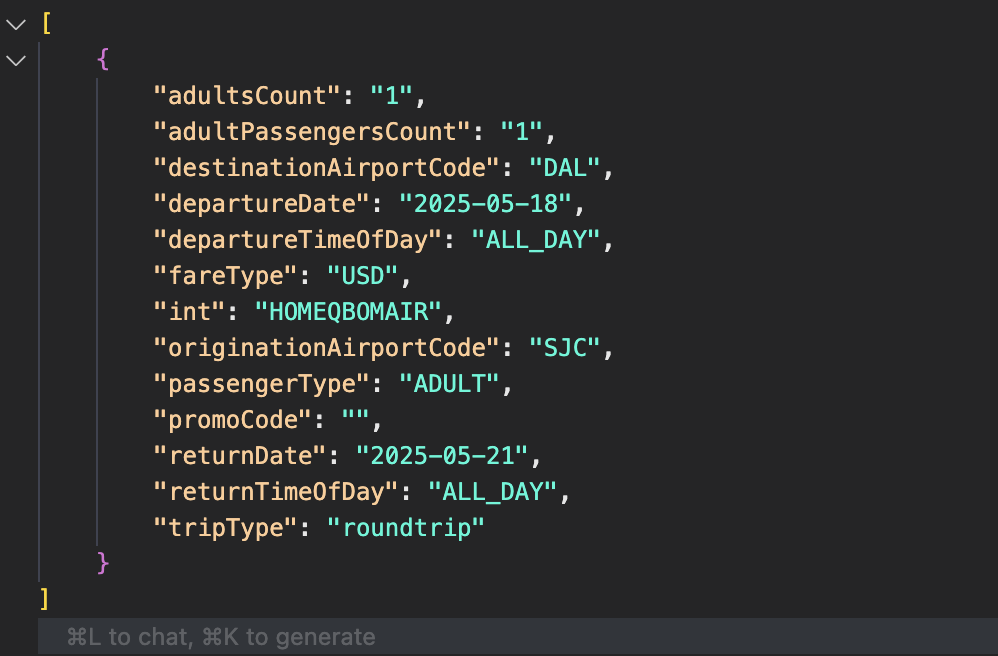 [
{
"adultsCount": "1",
"adultPassengersCount": "1",
"destinationAirportCode": "DAL",
"departureDate": "2025-05-18",
"departureTimeOfDay": "ALL_DAY",
"fareType": "USD",
"int": "HOMEQBOMAIR",
"originationAirportCode": "SJC",
"passengerType": "ADULT",
"promoCode": "",
"returnDate": "2025-05-21",
"returnTimeOfDay": "ALL_DAY",
"tripType": "roundtrip"
}
]
⌘L to chat, ⌘K to generate